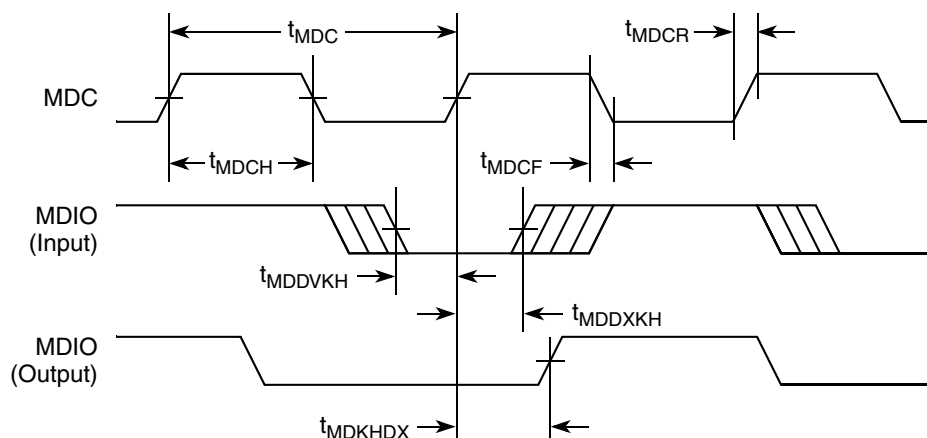 tMDC
tMDCR
MDC
tMDCH
tMDCF
MDIO
(Input)
tMDDVKH
tMDDXKH
MDIO
(Output)
tMDKHDX